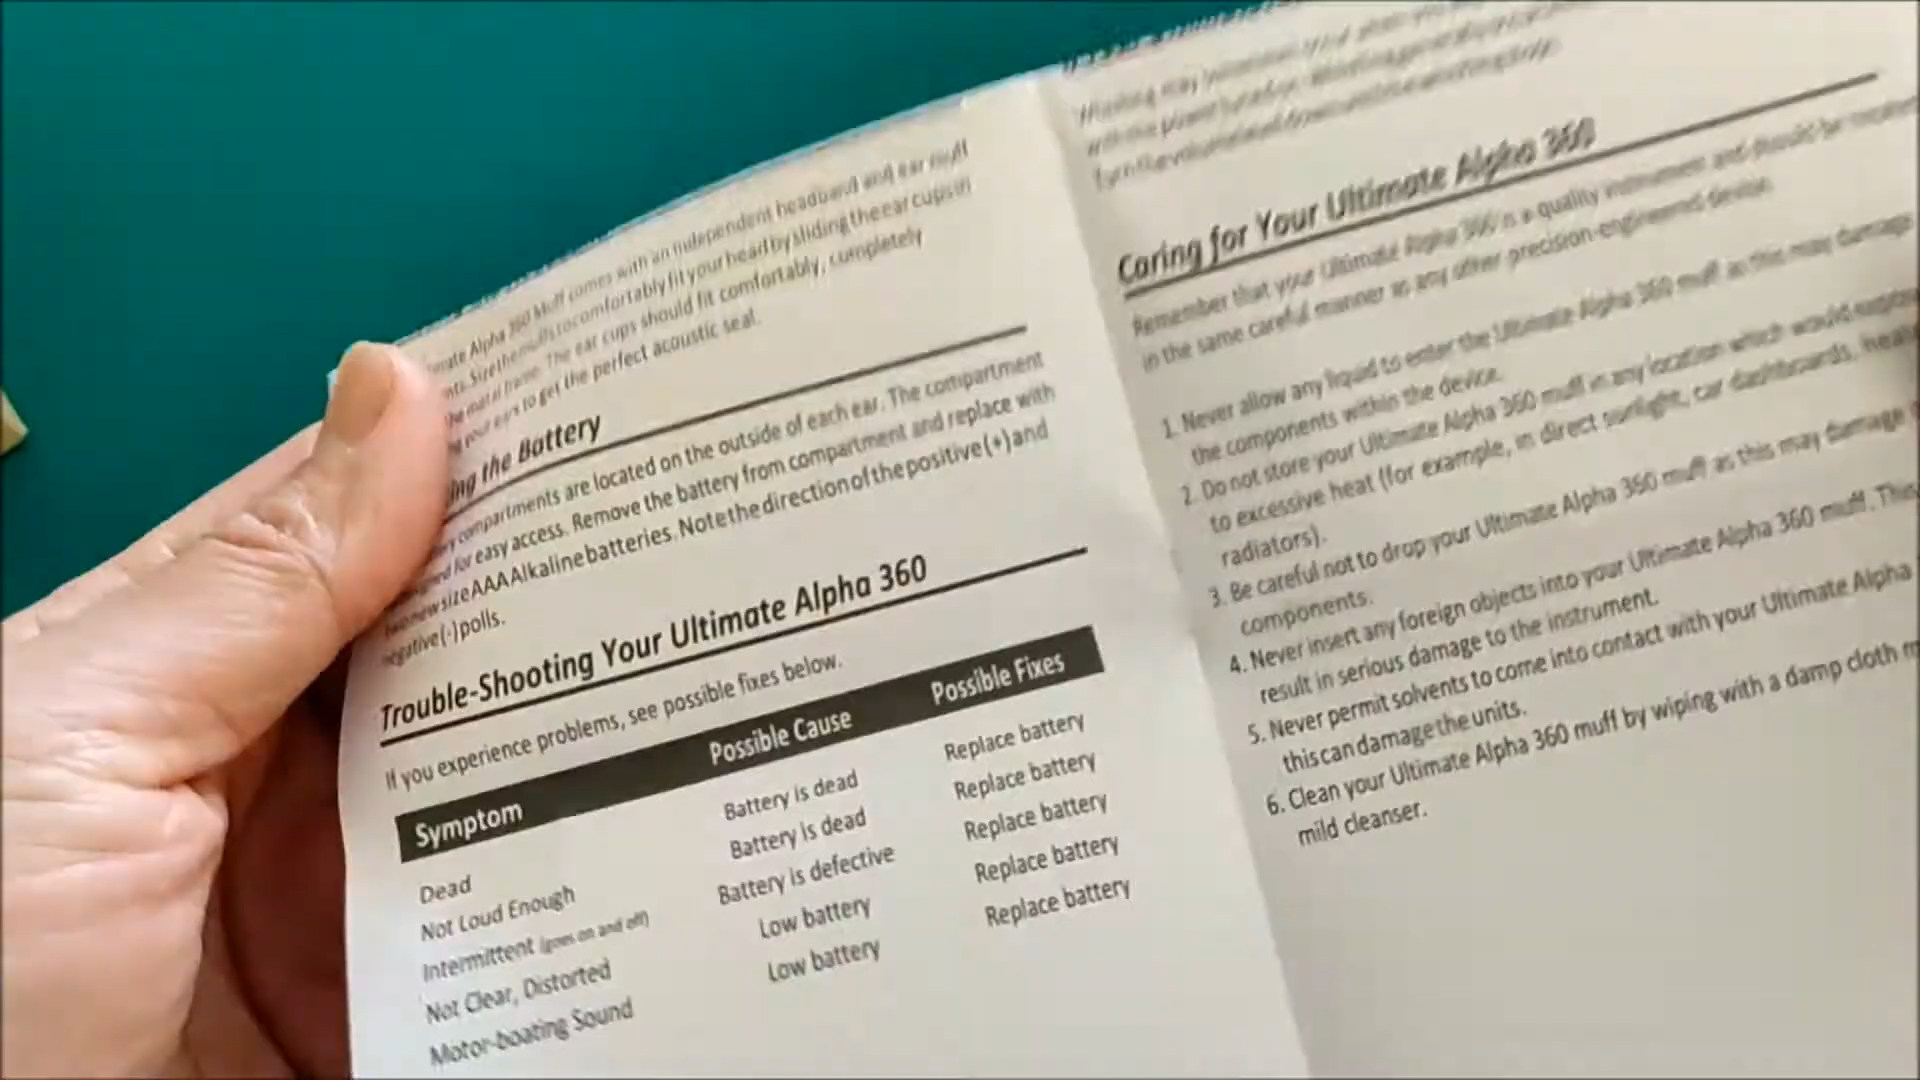 Alpha 360 Muff comes with an independent headband and ear muff
Size the muffs to comfortably fit your head by sliding the ear cups in
the metal frame. The ear cups should fit comfortably, completely
your ears to get the perfect acoustic seal.
ing the Battery
compartments are located on the outside of each ear. The compartment
for easy access. Remove the battery from compartment and replace with
two new size AAA Alkaline batteries. Note the direction of the positive (+) and
negative (-) polls.
Trouble-Shooting Your Ultimate Alpha 360
If you experience problems, see possible fixes below.
Symptom Possible Cause Possible Fixes
Dead Battery is dead Replace battery
Not Loud Enough Battery is dead Replace battery
Intermittent (goes on and off) Battery is defective Replace battery
Not Clear, Distorted Low battery Replace battery
Motor-boating Sound Low battery Replace battery
Caring for Your Ultimate Alpha 360
Remember that your Ultimate Alpha 360 is a quality instrument and should be
in the same careful manner as any other precision-engineered device.
1. Never allow any liquid to enter the Ultimate Alpha 360 muff as this may damage
the components within the device.
2. Do not store your Ultimate Alpha 360 muff in any location which would
to excessive heat (for example, in direct sunlight, car dashboards,
radiators).
3. Be careful not to drop your Ultimate Alpha 360 muff as this may damage
components.
4. Never insert any foreign objects into your Ultimate Alpha 360 muff. This
result in serious damage to the instrument.
5. Never permit solvents to come into contact with your Ultimate Alpha
this can damage the units.
6. Clean your Ultimate Alpha 360 muff by wiping with a damp cloth
mild cleanser.